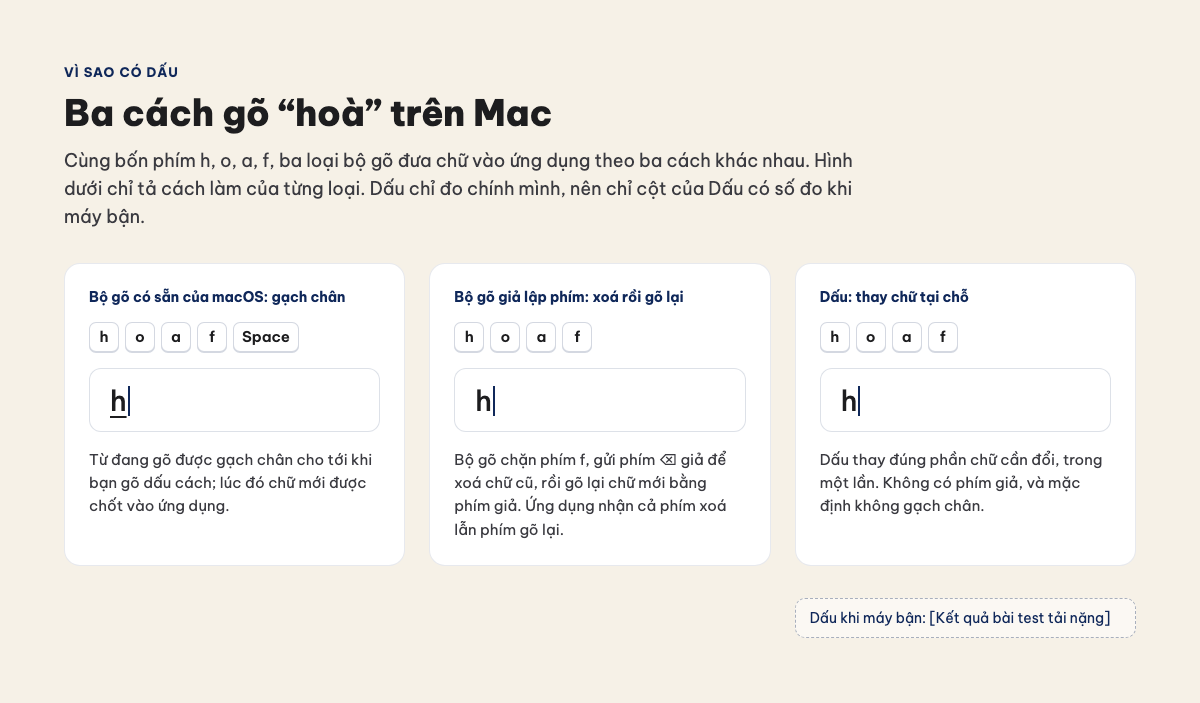 VÌ SAO CÓ DẤU
Ba cách gõ “hoà” trên Mac
Cùng bốn phím h, o, a, f, ba loại bộ gõ đưa chữ vào ứng dụng theo ba cách khác nhau. Hình
dưới chỉ tả cách làm của từng loại. Dấu chỉ đo chính mình, nên chỉ cột của Dấu có số đo khi
máy bận.
Bộ gõ có sẵn của macOS: gạch chân
h o a f Space
h
Từ đang gõ được gạch chân cho tới khi
bạn gõ dấu cách; lúc đó chữ mới được
chốt vào ứng dụng.
Bộ gõ giả lập phím: xoá rồi gõ lại
h o a f
h
Bộ gõ chặn phím f, gửi phím ⌫ giả để
xoá chữ cũ, rồi gõ lại chữ mới bằng
phím giả. Ứng dụng nhận cả phím xoá
lẫn phím gõ lại.
Dấu: thay chữ tại chỗ
h o a f
h
Dấu thay đúng phần chữ cần đổi, trong
một lần. Không có phím giả, và mặc
định không gạch chân.
Dấu khi máy bận: [Kết quả bài test tải nặng]